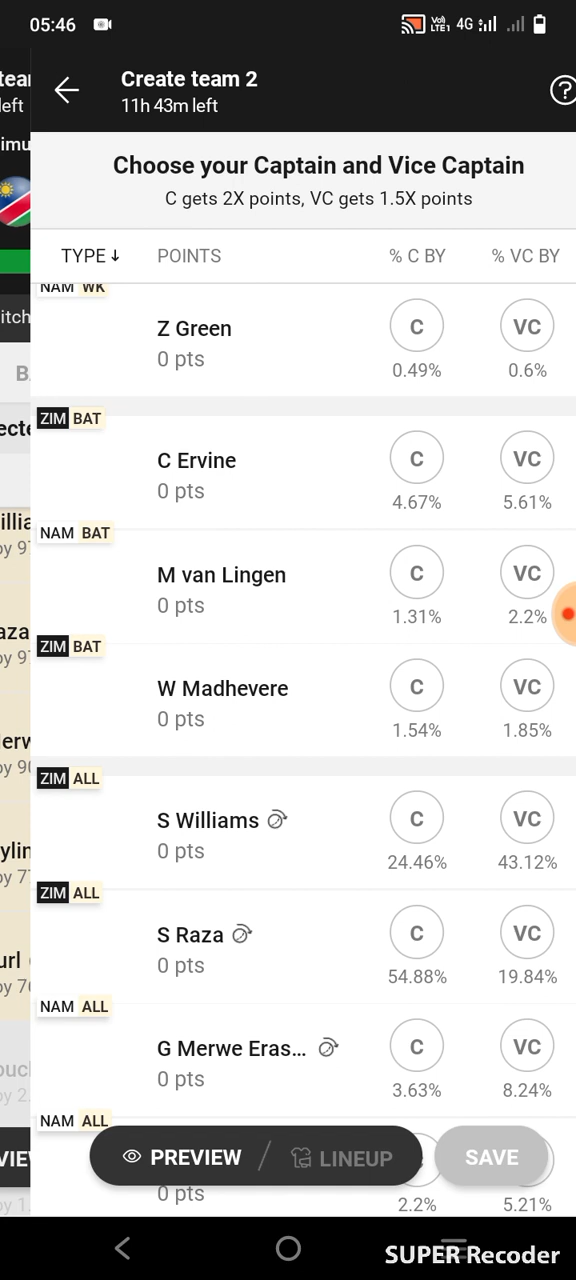 05:46
Vo) LTE1 4G
Create team 2
11h 43m left
?
Choose your Captain and Vice Captain
C gets 2X points, VC gets 1.5X points
TYPE↓ POINTS % C BY % VC BY
NAM WK
Z Green C VC
0 pts 0.49% 0.6%
ZIM BAT
C Ervine C VC
0 pts 4.67% 5.61%
NAM BAT
M van Lingen C VC
0 pts 1.31% 2.2%
ZIM BAT
W Madhevere C VC
0 pts 1.54% 1.85%
ZIM ALL
S Williams C VC
0 pts 24.46% 43.12%
ZIM ALL
S Raza C VC
0 pts 54.88% 19.84%
NAM ALL
G Merwe Eras... C VC
0 pts 3.63% 8.24%
NAM ALL
PREVIEW / LINEUP SAVE
0 pts 2.2% 5.21%
SUPER Recoder